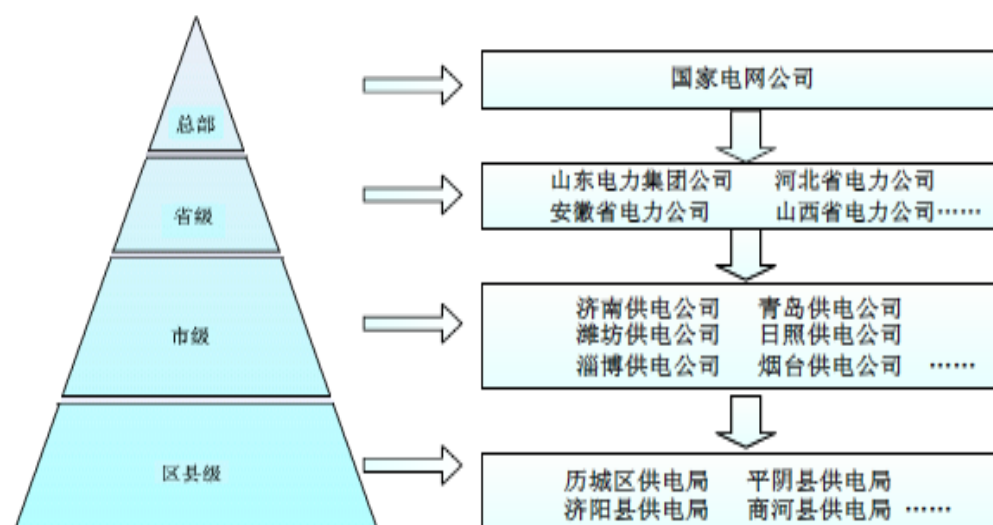 总部
国家电网公司
省级
山东电力集团公司 河北省电力公司
安徽省电力公司 山西省电力公司……
市级
济南供电公司 青岛供电公司
潍坊供电公司 日照供电公司
淄博供电公司 烟台供电公司 ……
区县级
历城区供电局 平阴县供电局
济阳县供电局 商河县供电局 ……